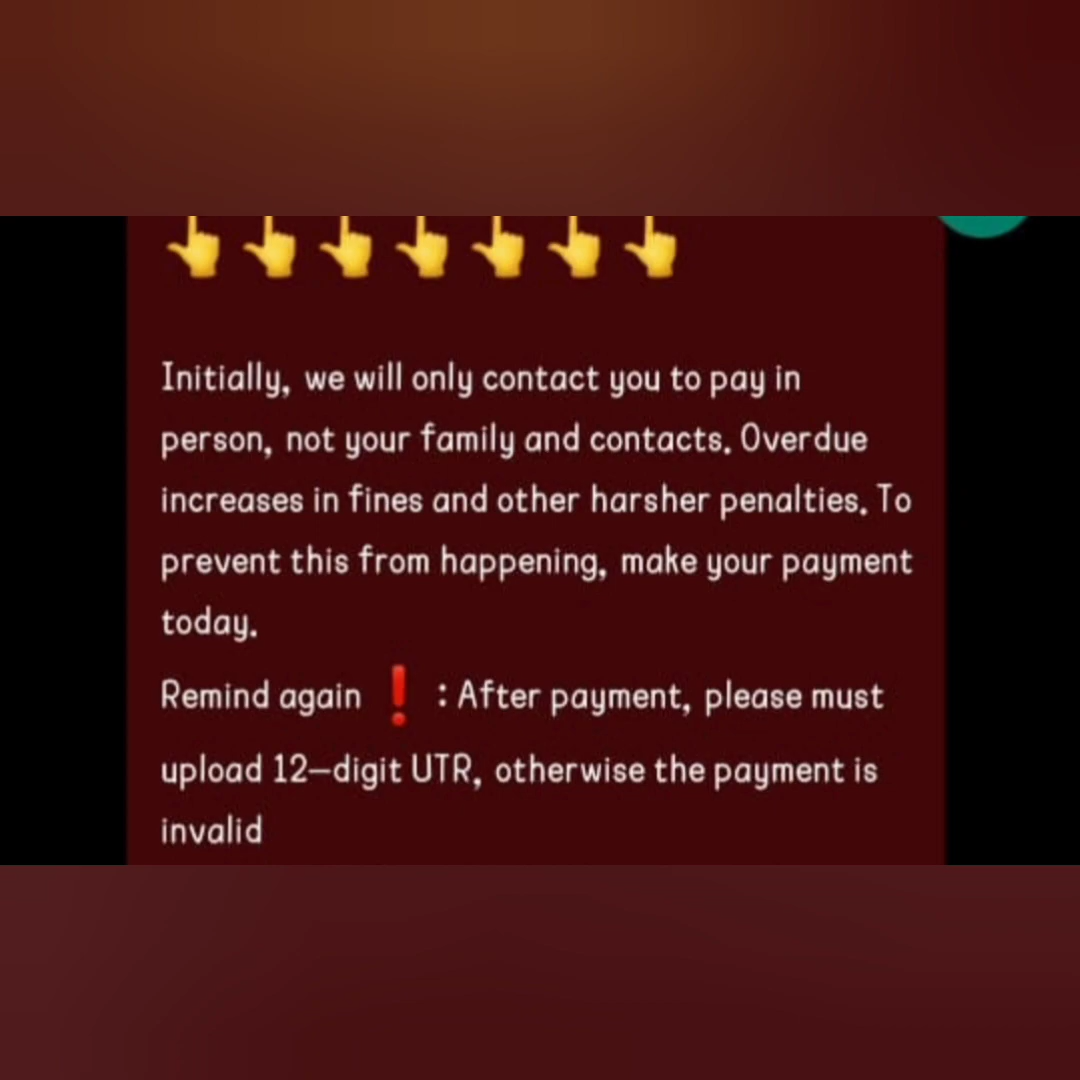 👆👆👆👆👆👆👆
Initially, we will only contact you to pay in
person, not your family and contacts. Overdue
increases in fines and other harsher penalties. To
prevent this from happening, make your payment
today.
Remind again ❗ : After payment, please must
upload 12–digit UTR, otherwise the payment is
invalid